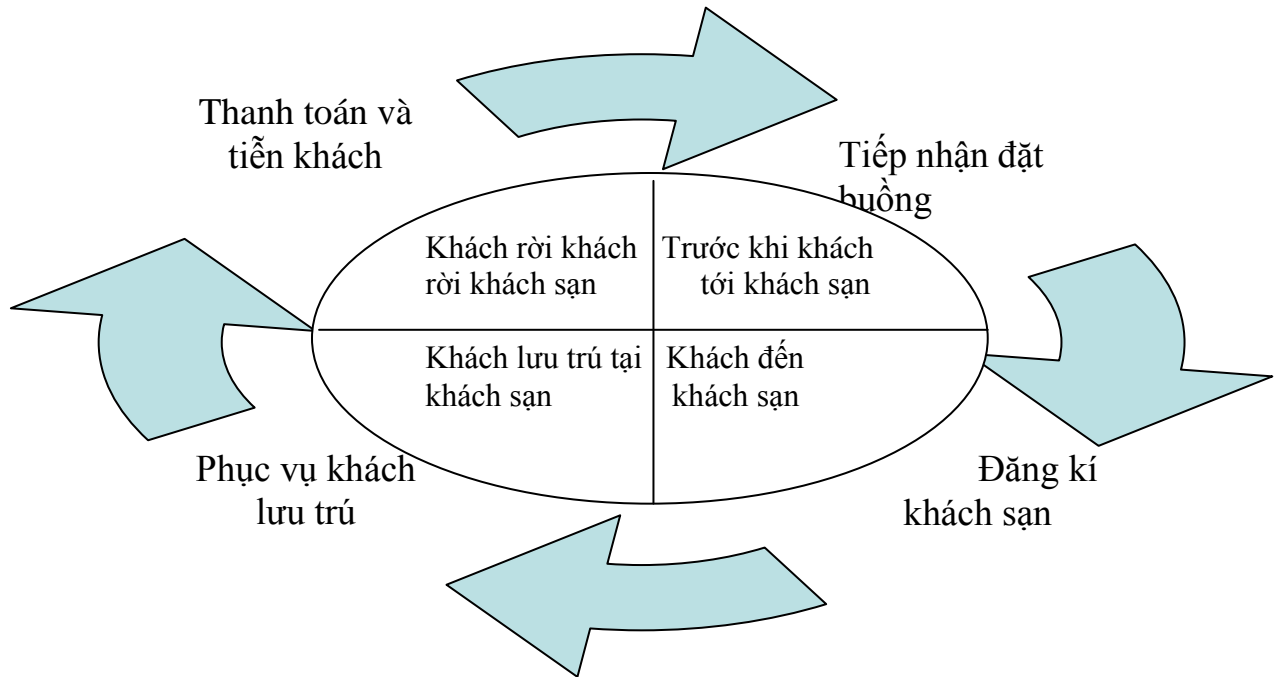 Thanh toán và
tiễn khách
Tiếp nhận đặt
buồng
Khách rời khách
rời khách sạn
Trước khi khách
tới khách sạn
Khách lưu trú tại
khách sạn
Khách đến
khách sạn
Phục vụ khách
lưu trú
Đăng kí
khách sạn